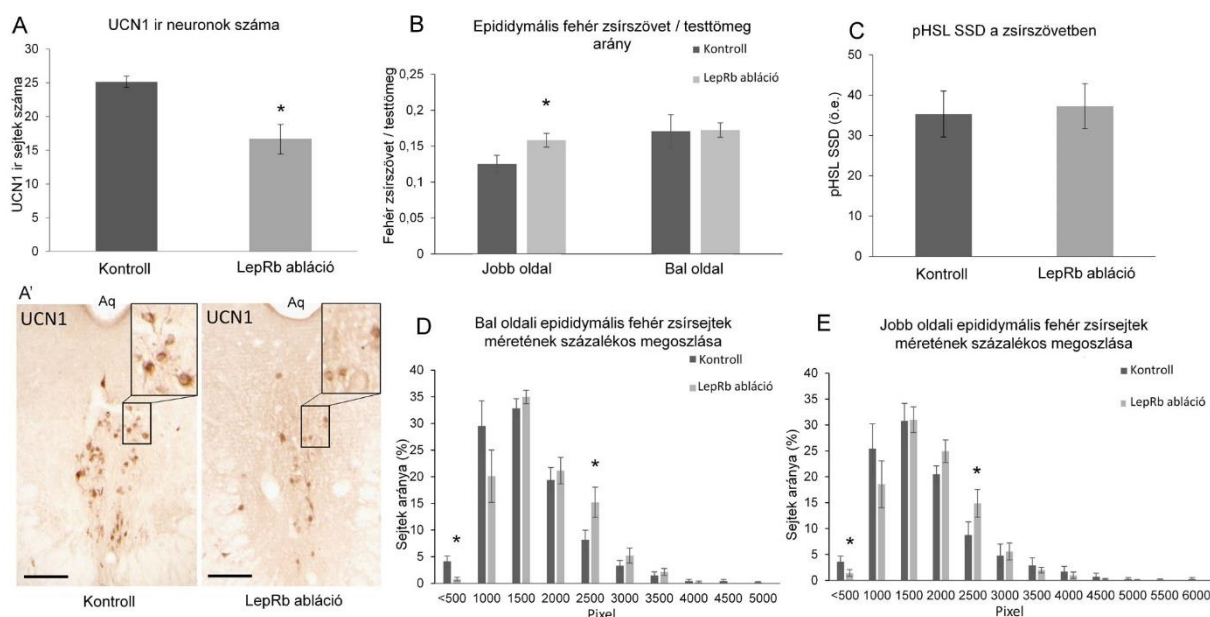 A
UCN1 ir neuronok száma
UCN1 ir sejtek száma
30
25
20
15
10
5
0
*
Kontroll
LepRb abláció
B
Epididymális fehér zsírszövet / testtömeg
arány
Kontroll
LepRb abláció
Fehér zsírszövet / testtömeg
0,25
0,2
0,15
0,1
0,05
0
*
Jobb oldal
Bal oldal
C
pHSL SSD a zsírszövetben
pHSL SSD (ö.e.)
50
40
30
20
10
0
Kontroll
LepRb abláció
A'
UCN1
Aq
Kontroll
UCN1
Aq
LepRb abláció
D
Bal oldali epididymális fehér zsírsejtek
méretének százalékos megoszlása
Kontroll
LepRb abláció
Sejtek aránya (%)
40
35
30
25
20
15
10
5
0
*
*
<500 1000 1500 2000 2500 3000 3500 4000 4500 5000
Pixel
E
Jobb oldali epididymális fehér zsírsejtek
méretének százalékos megoszlása
Kontroll
LepRb abláció
Sejtek aránya (%)
40
35
30
25
20
15
10
5
0
*
*
<500 1000 1500 2000 2500 3000 3500 4000 4500 5000 5500 6000
Pixel